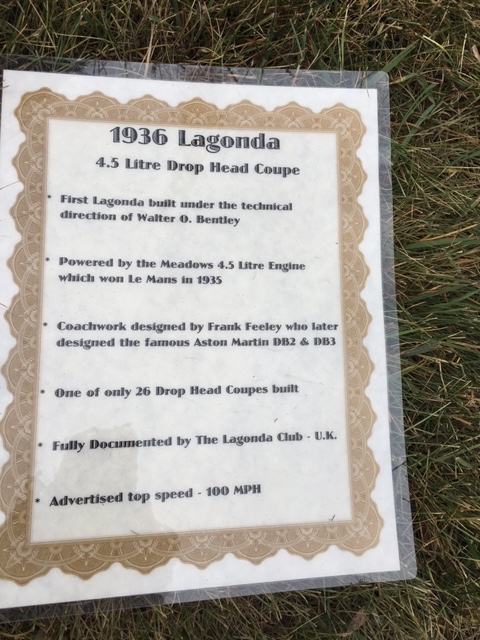 1936 Lagonda
4.5 Litre Drop Head Coupe
* First Lagonda built under the technical
direction of Walter O. Bentley
* Powered by the Meadows 4.5 Litre Engine
which won Le Mans in 1935
* Coachwork designed by Frank Feeley who later
designed the famous Aston Martin DB2 & DB3
* One of only 26 Drop Head Coupes built
* Fully Documented by The Lagonda Club - U.K.
* Advertised top speed - 100 MPH